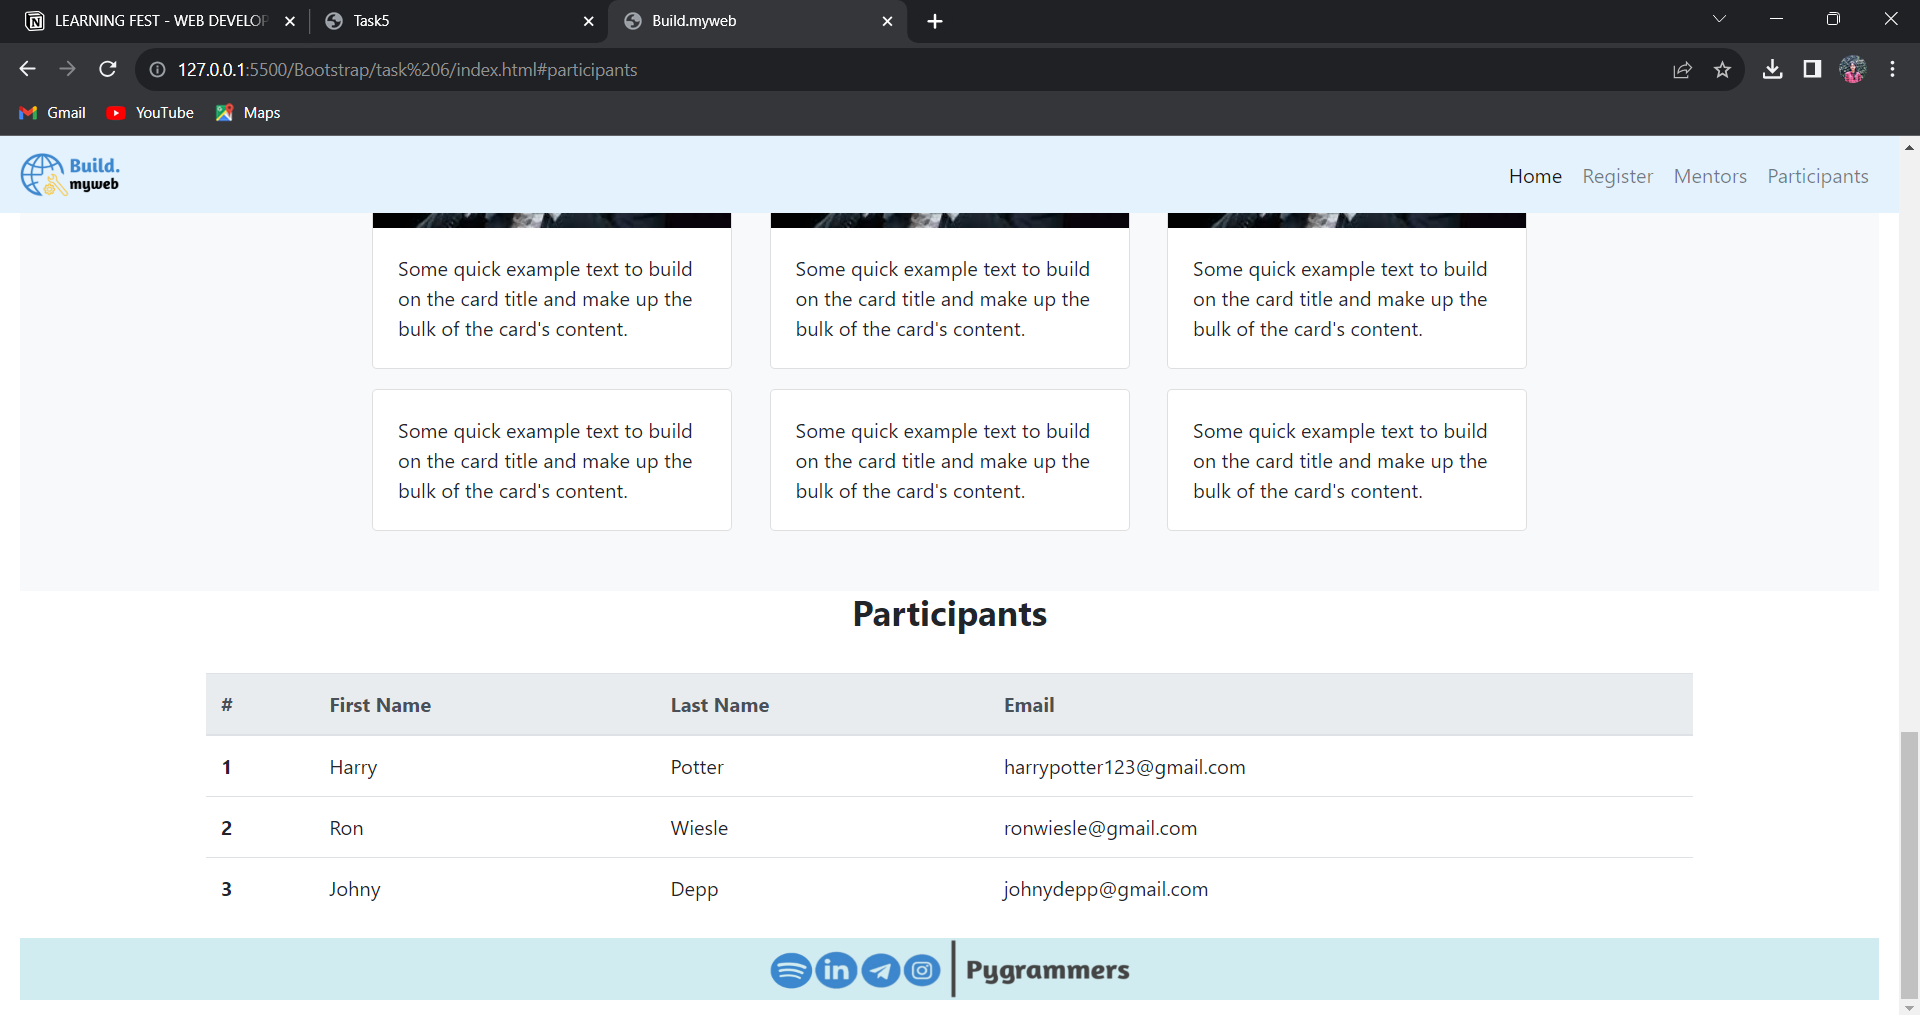 LEARNING FEST - WEB DEVELOP
Task5
Build.myweb
127.0.0.1:5500/Bootstrap/task%206/index.html#participants
Gmail
YouTube
Maps
Build.
myweb
Home
Register
Mentors
Participants
Some quick example text to build
on the card title and make up the
bulk of the card's content.
Some quick example text to build
on the card title and make up the
bulk of the card's content.
Some quick example text to build
on the card title and make up the
bulk of the card's content.
Some quick example text to build
on the card title and make up the
bulk of the card's content.
Some quick example text to build
on the card title and make up the
bulk of the card's content.
Some quick example text to build
on the card title and make up the
bulk of the card's content.
Participants
# First Name Last Name Email
1 Harry Potter harrypotter123@gmail.com
2 Ron Wiesle ronwiesle@gmail.com
3 Johny Depp johnydepp@gmail.com
in
Pygrammers